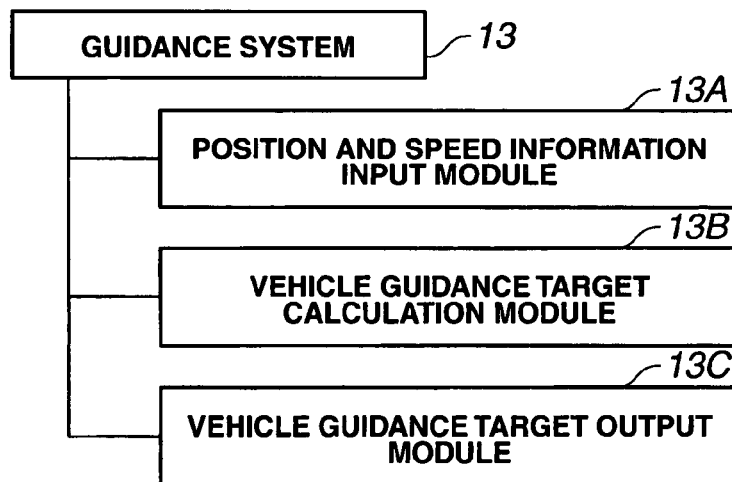 GUIDANCE SYSTEM
13
13A
POSITION AND SPEED INFORMATION
INPUT MODULE
13B
VEHICLE GUIDANCE TARGET
CALCULATION MODULE
13C
VEHICLE GUIDANCE TARGET OUTPUT
MODULE